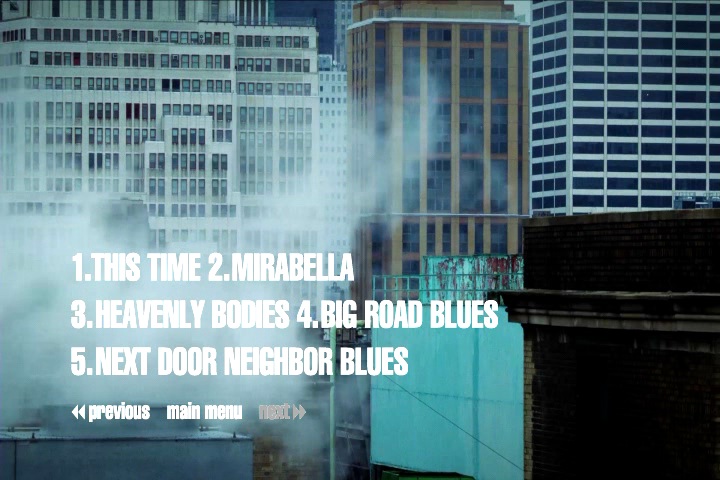 1.THIS TIME 2.MIRABELLA
3.HEAVENLY BODIES 4.BIG ROAD BLUES
5.NEXT DOOR NEIGHBOR BLUES
previous main menu next